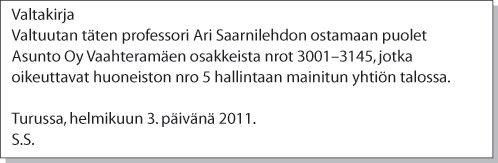 Valtakirja
Valtuutan täten professori Ari Saarnilehdon ostamaan puolet
Asunto Oy Vaahteramäen osakkeista nrot 3001–3145, jotka
oikeuttavat huoneiston nro 5 hallintaan mainitun yhtiön talossa.
Turussa, helmikuun 3. päivänä 2011.
S.S.